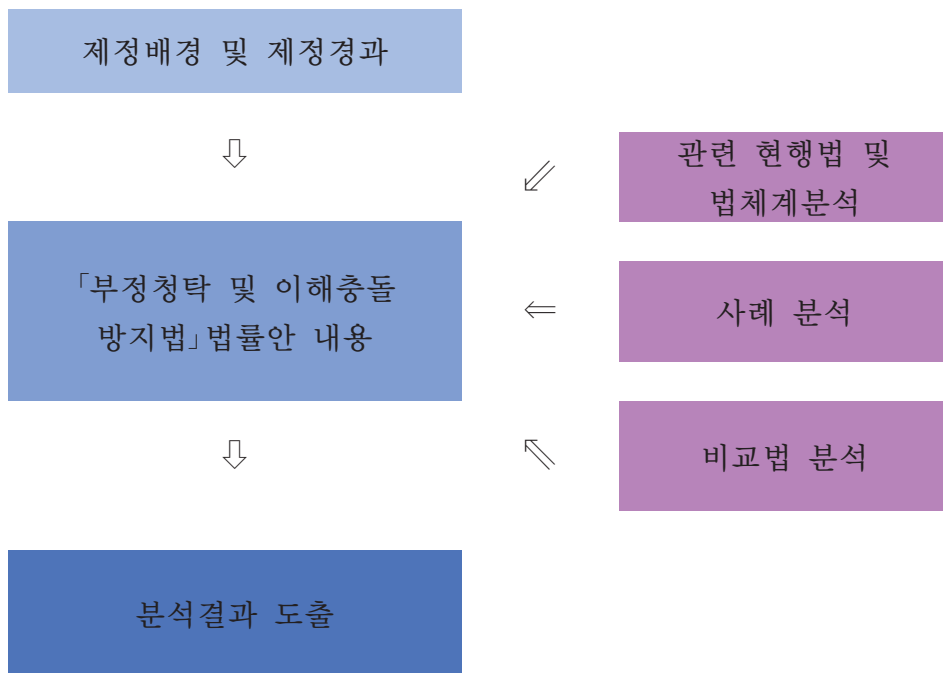 제정배경 및 제정경과
관련 현행법 및
법체계분석
「부정청탁 및 이해충돌
방지법」법률안 내용
사례 분석
비교법 분석
분석결과 도출